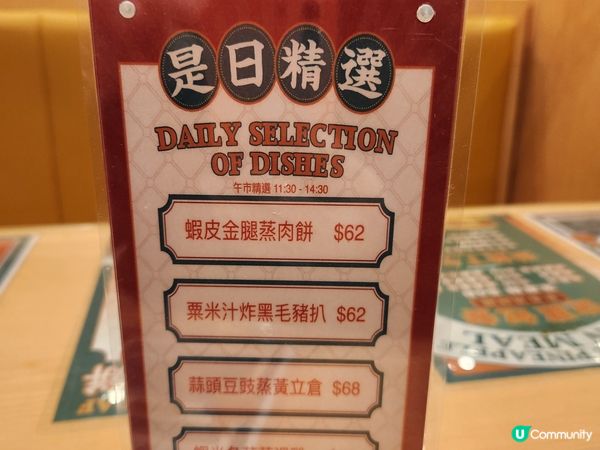 是日精選
DAILY SELECTION
OF DISHES
午市精選 11:30 - 14:30
蝦皮金腿蒸肉餅 $62
粟米汁炸黑毛豬扒 $62
蒜頭豆豉蒸黃立倉 $68
PINEAPPLE
MEAL
U Community